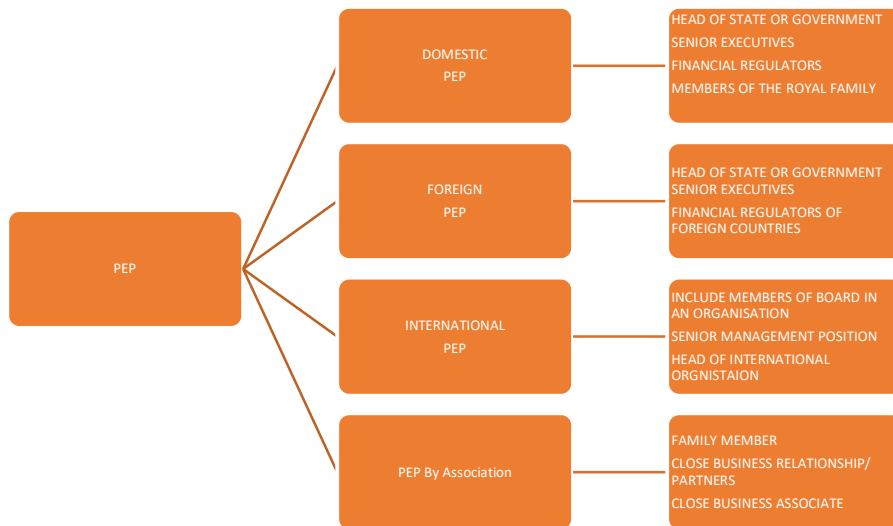 PEP
DOMESTIC
PEP
HEAD OF STATE OR GOVERNMENT
SENIOR EXECUTIVES
FINANCIAL REGULATORS
MEMBERS OF THE ROYAL FAMILY
FOREIGN
PEP
HEAD OF STATE OR GOVERNMENT
SENIOR EXECUTIVES
FINANCIAL REGULATORS OF
FOREIGN COUNTRIES
INTERNATIONAL
PEP
INCLUDE MEMBERS OF BOARD IN
AN ORGANISATION
SENIOR MANAGEMENT POSITION
HEAD OF INTERNATIONAL
ORGNISTAION
PEP By Association
FAMILY MEMBER
CLOSE BUSINESS RELATIONSHIP/
PARTNERS
CLOSE BUSINESS ASSOCIATE